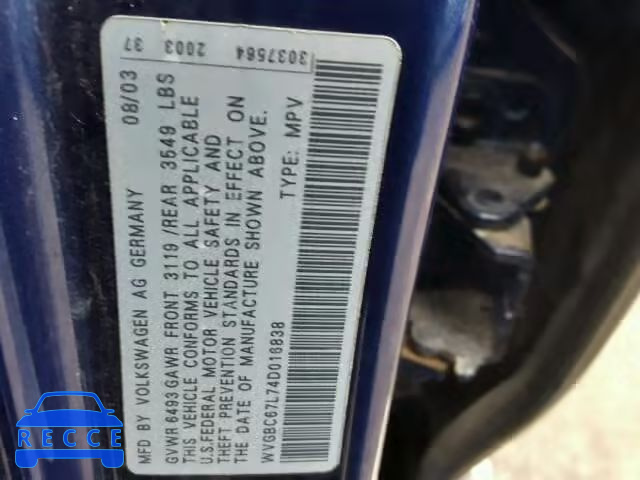 MFD BY VOLKSWAGEN AG GERMANY 08/03 37 2003 3037564
GVWR 6493 GAWR FRONT 3119 /REAR 3549 LBS
THIS VEHICLE CONFORMS TO ALL APPLICABLE
U.S.FEDERAL MOTOR VEHICLE SAFETY AND
THEFT PREVENTION STANDARDS IN EFFECT ON
THE DATE OF MANUFACTURE SHOWN ABOVE.
WVGBC67L74D016838 TYPE: MPV
RECCE